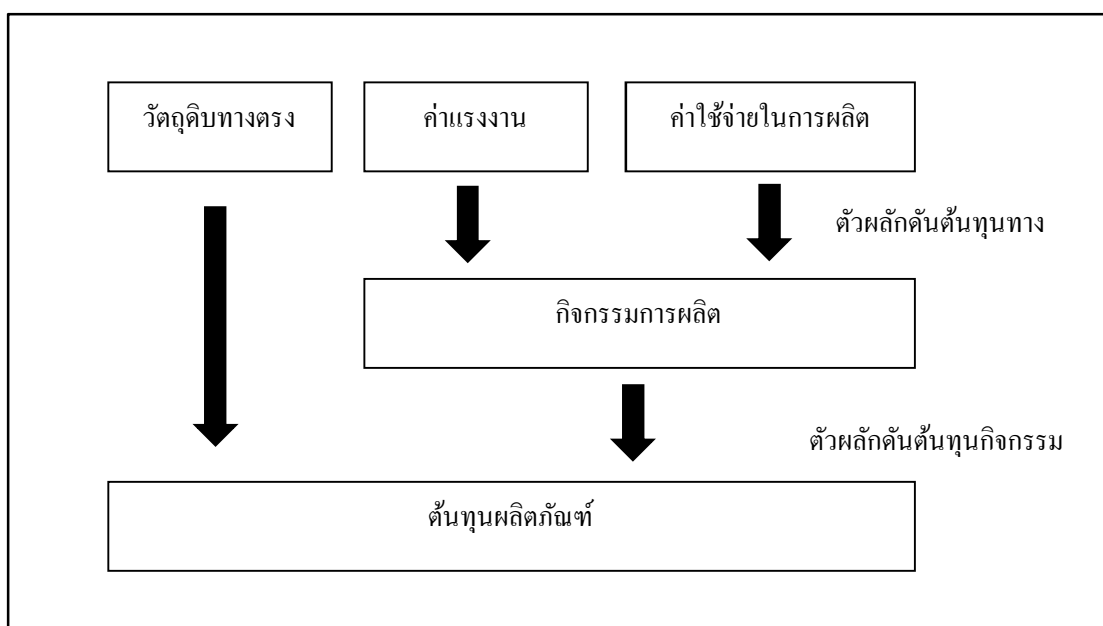 วัตถุดิบทางตรง
ค่าแรงงาน
ค่าใช้จ่ายในการผลิต
ตัวผลักดันต้นทุนทาง
กิจกรรมการผลิต
ตัวผลักดันต้นทุนกิจกรรม
ต้นทุนผลิตภัณฑ์